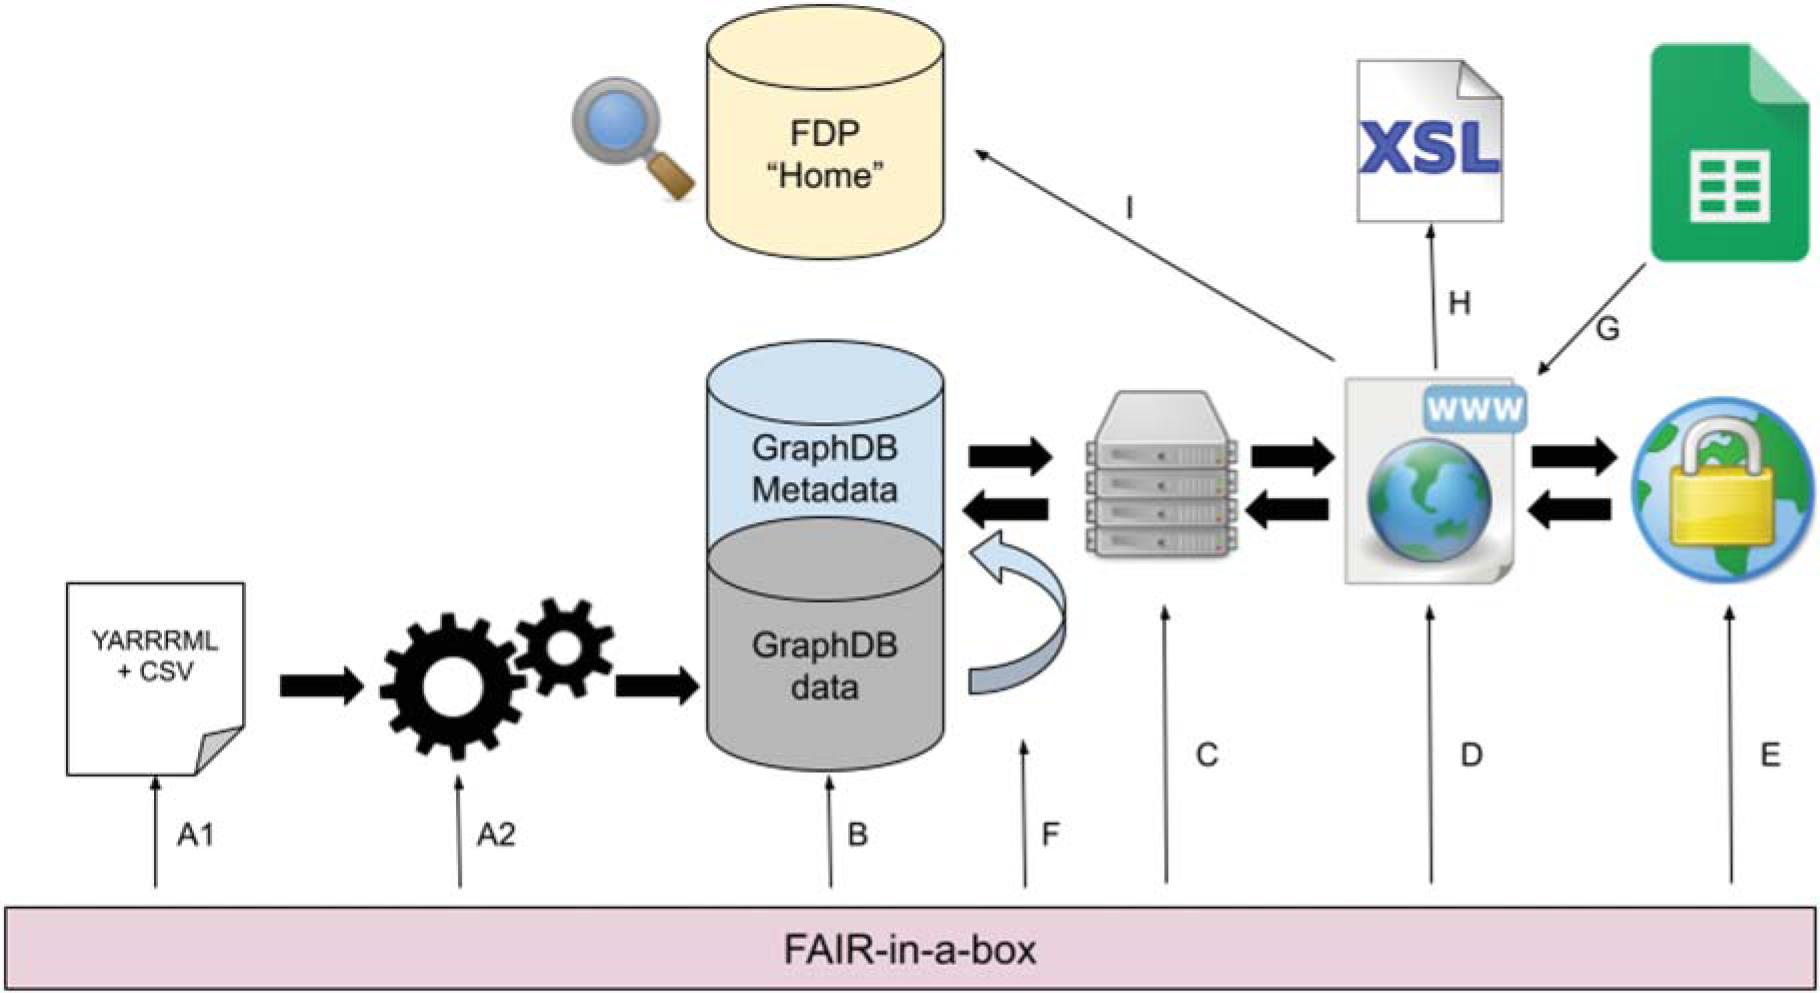 FDP
“Home”
XSL
I
H
G
WWW
GraphDB
Metadata
YARRRML
+ CSV
GraphDB
data
C
D
E
A1
A2
B
F
FAIR-in-a-box